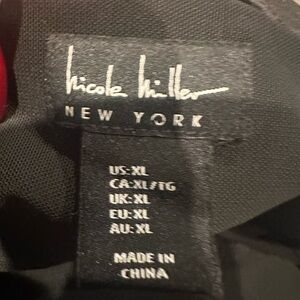 Nicole Miller
NEW YORK
US:XL
CA:XL/TG
UK:XL
EU:XL
AU:XL
MADE IN
CHINA